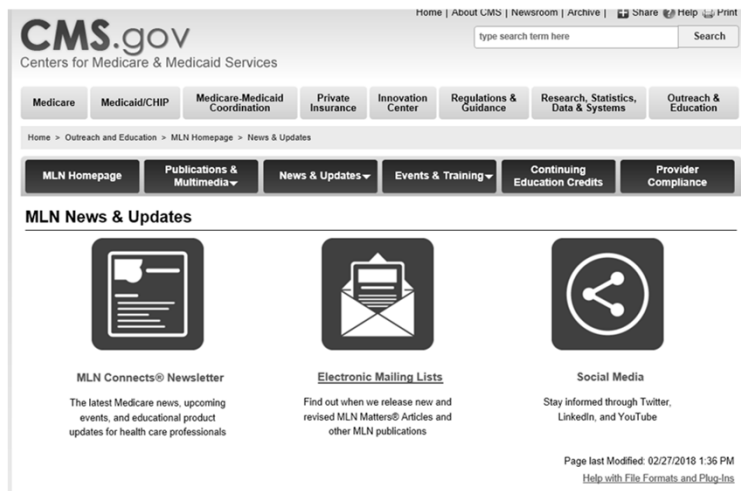 Home | About CMS | Newsroom | Archive | Share Help Print
CMS.gov
type search term here
Search
Centers for Medicare & Medicaid Services
Medicare
Medicaid/CHIP
Medicare-Medicaid
Coordination
Private
Insurance
Innovation
Center
Regulations &
Guidance
Research, Statistics,
Data & Systems
Outreach &
Education
Home > Outreach and Education > MLN Homepage > News & Updates
MLN Homepage
Publications &
Multimedia
News & Updates
Events & Training
Continuing
Education Credits
Provider
Compliance
MLN News & Updates
MLN Connects® Newsletter
The latest Medicare news, upcoming
events, and educational product
updates for health care professionals
Electronic Mailing Lists
Find out when we release new and
revised MLN Matters® Articles and
other MLN publications
Social Media
Stay informed through Twitter,
LinkedIn, and YouTube
Page last Modified: 02/27/2018 1:36 PM
Help with File Formats and Plug-Ins